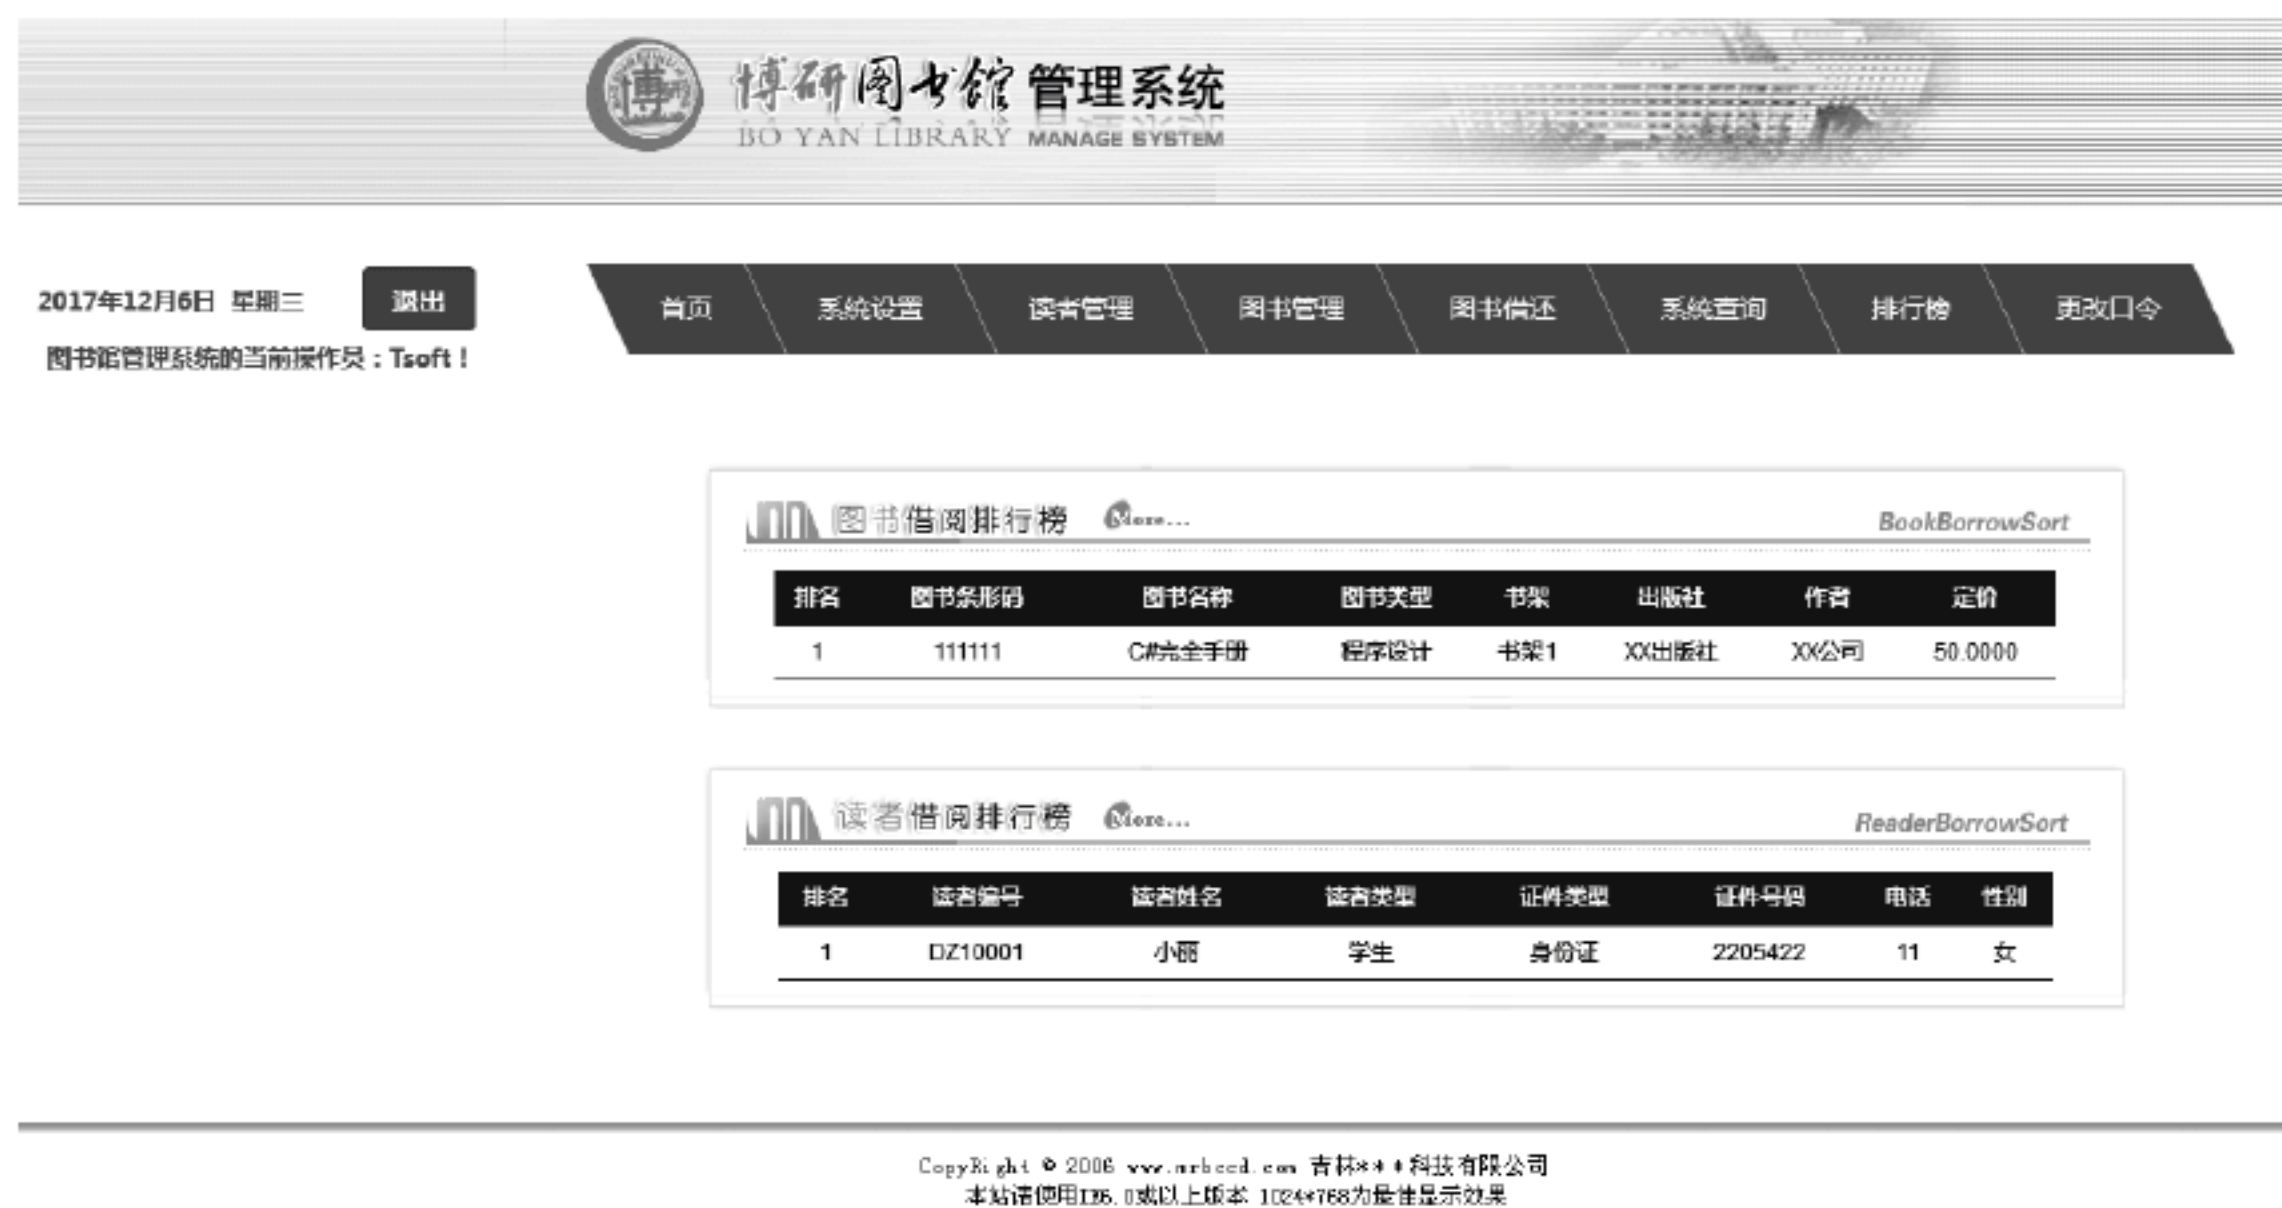 博研图书馆管理系统
BO YAN LIBRARY MANAGE SYSTEM
2017年12月6日 星期三 退出
图书馆管理系统的当前操作员：Tsoft！
首页 系统设置 读者管理 图书管理 图书借还 系统查询 排行榜 更改口令
图书借阅排行榜 More... BookBorrowSort
排名 图书条形码 图书名称 图书类型 书架 出版社 作者 定价
1 111111 C#完全手册 程序设计 书架1 XX出版社 XX公司 50.0000
读者借阅排行榜 More... ReaderBorrowSort
排名 读者编号 读者姓名 读者类型 证件类型 证件号码 电话 性别
1 DZ10001 小丽 学生 身份证 2205422 11 女
CopyRight © 2006 www.mrbccd.com 吉林***科技有限公司
本站请使用IE6.0或以上版本 1024*768为最佳显示效果